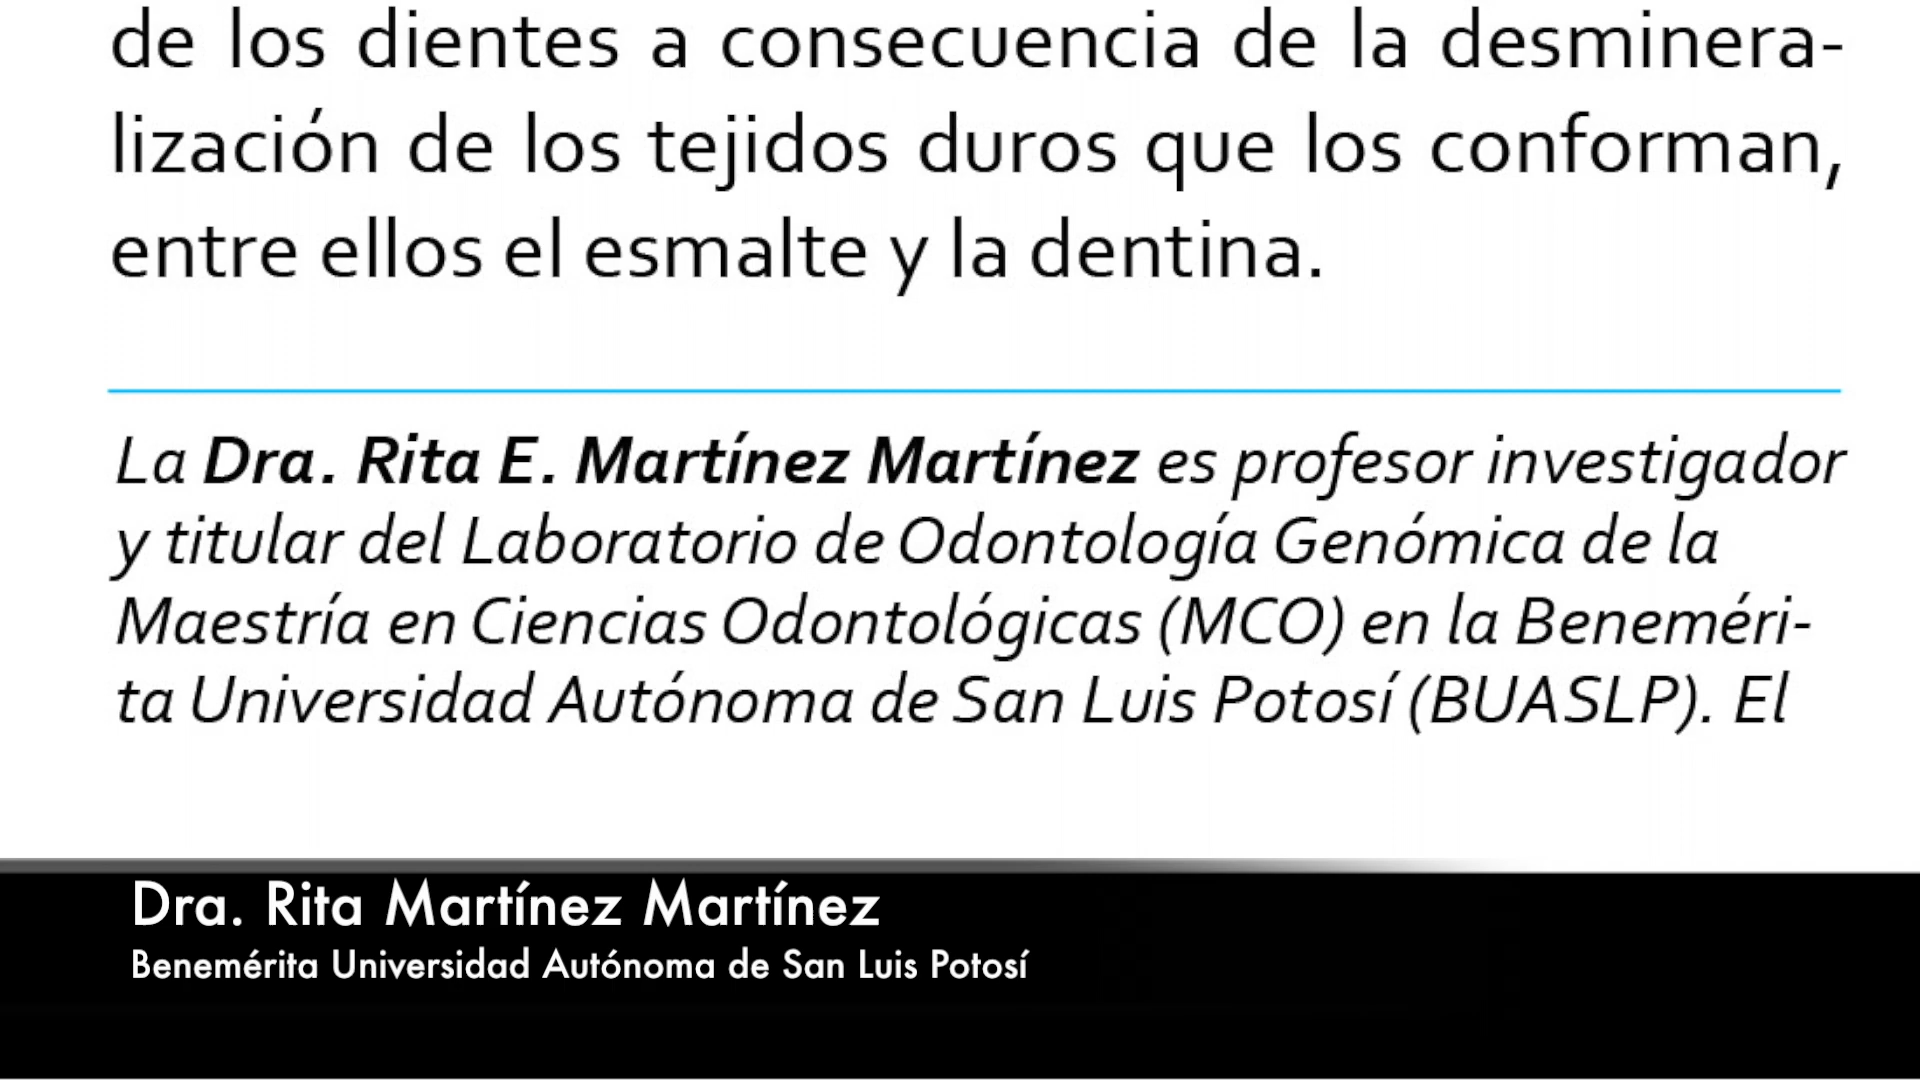 de los dientes a consecuencia de la desminera-
lización de los tejidos duros que los conforman,
entre ellos el esmalte y la dentina.
La Dra. Rita E. Martínez Martínez es profesor investigador
y titular del Laboratorio de Odontología Genómica de la
Maestría en Ciencias Odontológicas (MCO) en la Beneméri-
ta Universidad Autónoma de San Luis Potosí (BUASLP). El
Dra. Rita Martínez Martínez
Benemérita Universidad Autónoma de San Luis Potosí